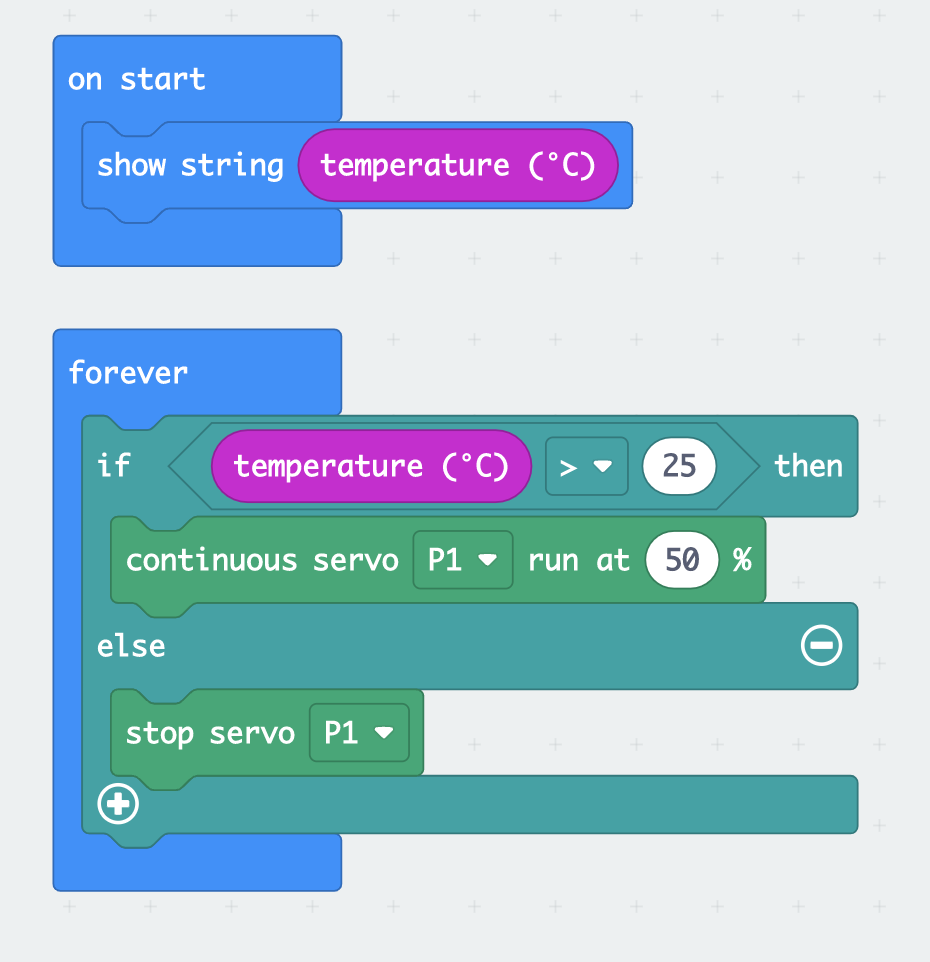 on start
show string temperature (°C)
forever
if temperature (°C) > 25 then
continuous servo P1 run at 50 %
else
stop servo P1